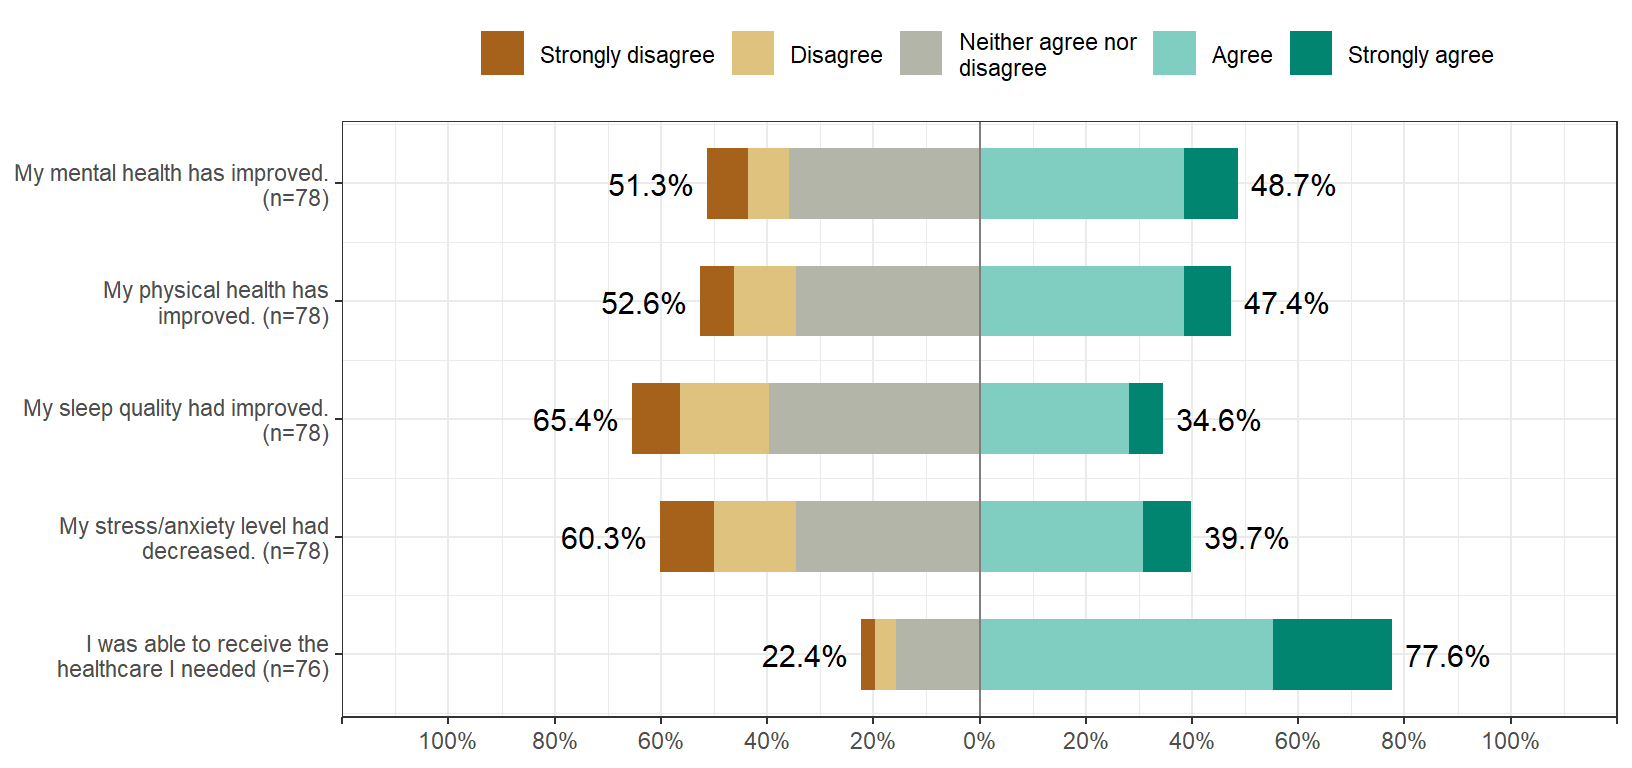 Strongly disagree
Disagree
Neither agree nor
disagree
Agree
Strongly agree
My mental health has improved.
(n=78)
51.3%
48.7%
My physical health has
improved. (n=78)
52.6%
47.4%
My sleep quality had improved.
(n=78)
65.4%
34.6%
My stress/anxiety level had
decreased. (n=78)
60.3%
39.7%
I was able to receive the
healthcare I needed (n=76)
22.4%
77.6%
100% 80% 60% 40% 20% 0% 20% 40% 60% 80% 100%